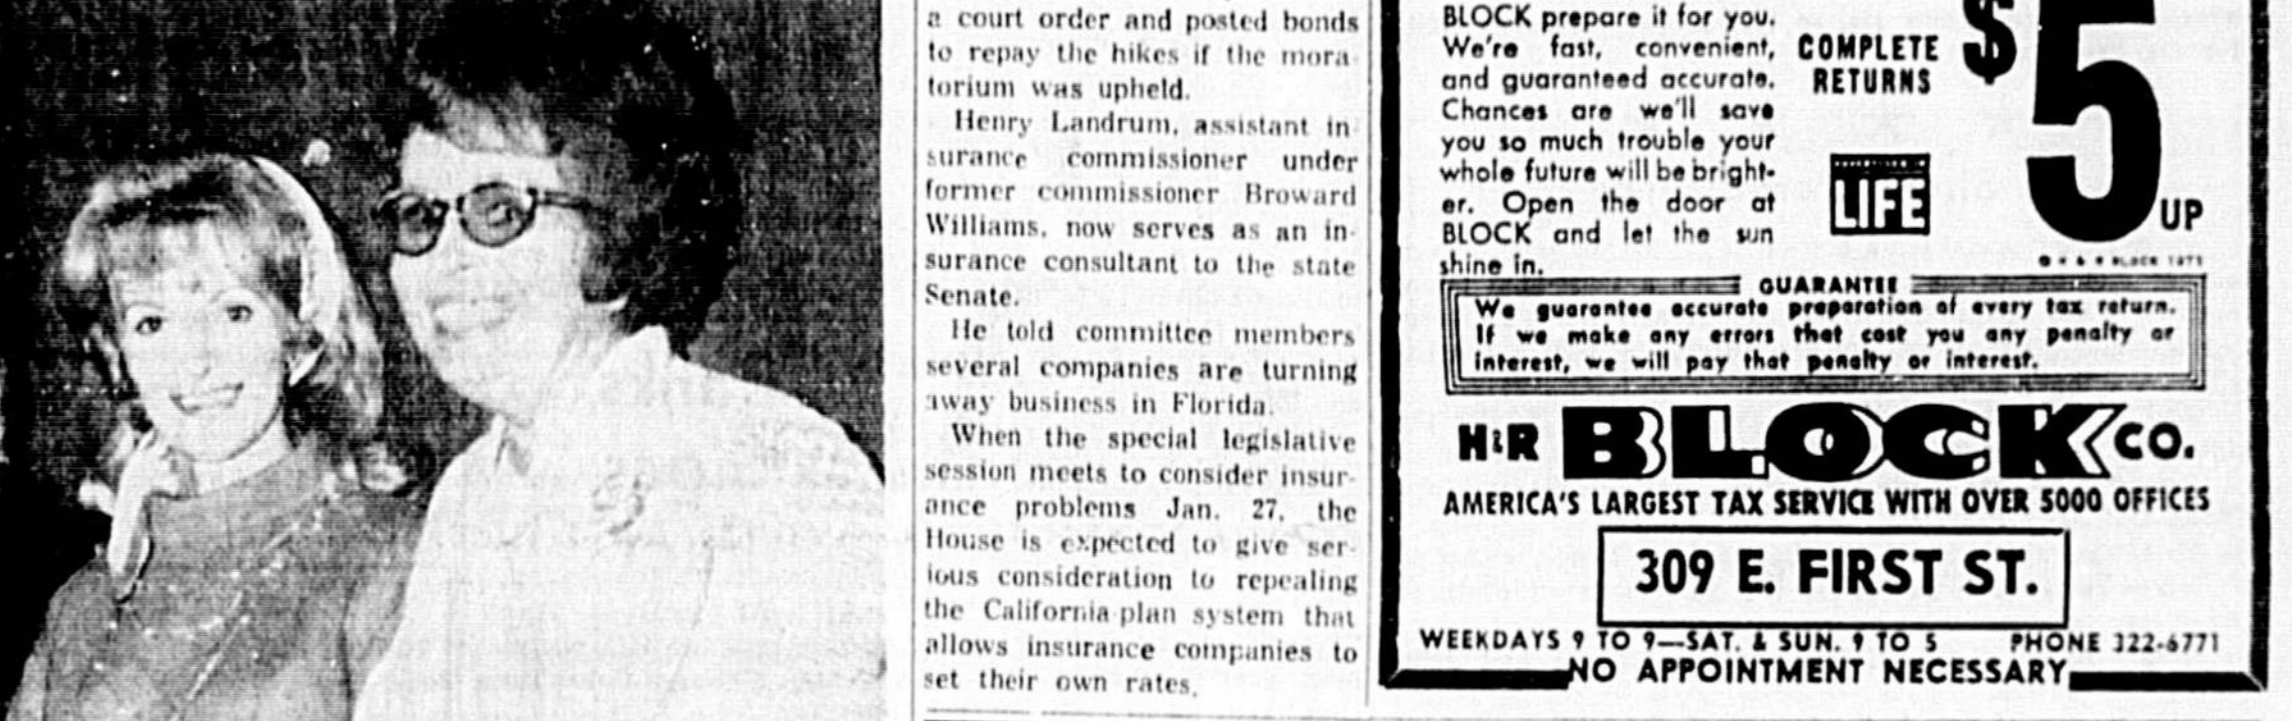 a court order and posted bonds
to repay the hikes if the mora-
torium was upheld.
Henry Landrum, assistant in-
surance commissioner under
former commissioner Broward
Williams, now serves as an in-
surance consultant to the state
Senate.
He told committee members
several companies are turning
away business in Florida.
When the special legislative
session meets to consider insur-
ance problems Jan. 27, the
House is expected to give ser-
ious consideration to repealing
the California-plan system that
allows insurance companies to
set their own rates.
BLOCK prepare it for you.
We're fast, convenient,
and guaranteed accurate.
Chances are we'll save
you so much trouble your
whole future will be bright-
er. Open the door at
BLOCK and let the sun
shine in.
COMPLETE
RETURNS
LIFE
$5
UP
© H & R BLOCK 1971
GUARANTEE
We guarantee accurate preparation of every tax return.
If we make any errors that cost you any penalty or
interest, we will pay that penalty or interest.
H&R BLOCK CO.
AMERICA'S LARGEST TAX SERVICE WITH OVER 5000 OFFICES
309 E. FIRST ST.
WEEKDAYS 9 TO 9—SAT. & SUN. 9 TO 5 PHONE 322-6771
NO APPOINTMENT NECESSARY